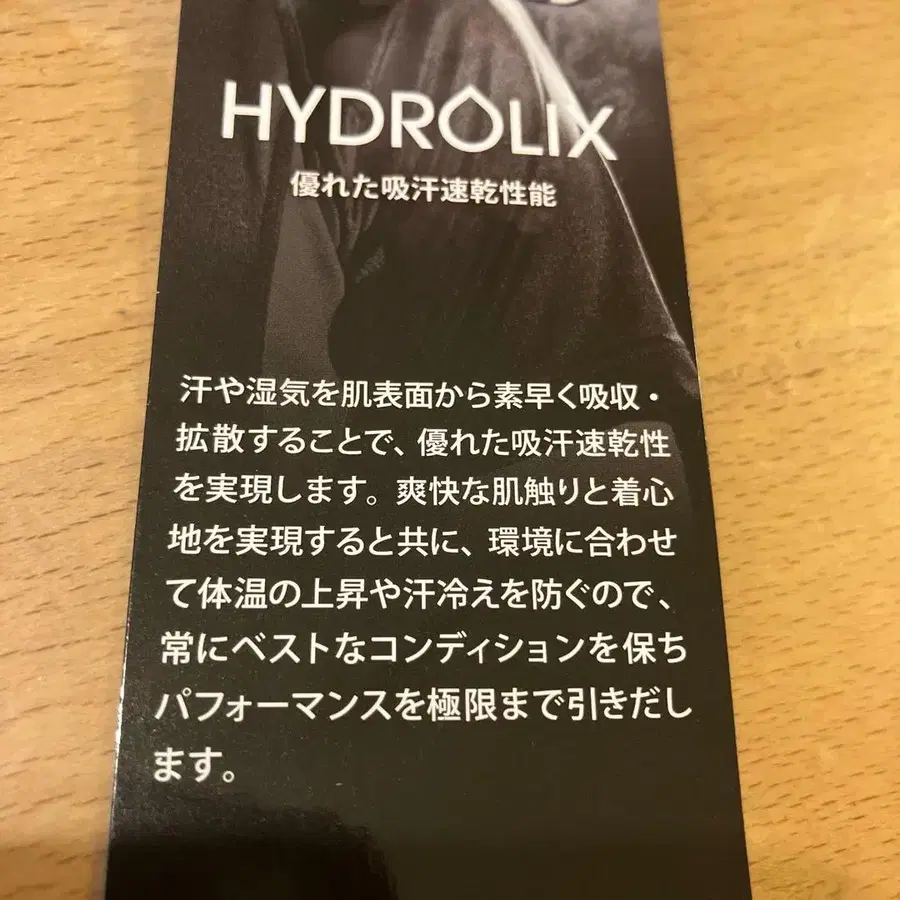 HYDROLIX
優れた吸汗速乾性能
汗や湿気を肌表面から素早く吸収・
拡散することで、優れた吸汗速乾性
を実現します。爽快な肌触りと着心
地を実現すると共に、環境に合わせ
て体温の上昇や汗冷えを防ぐので、
常にベストなコンディションを保ち
パフォーマンスを極限まで引きだし
ます。